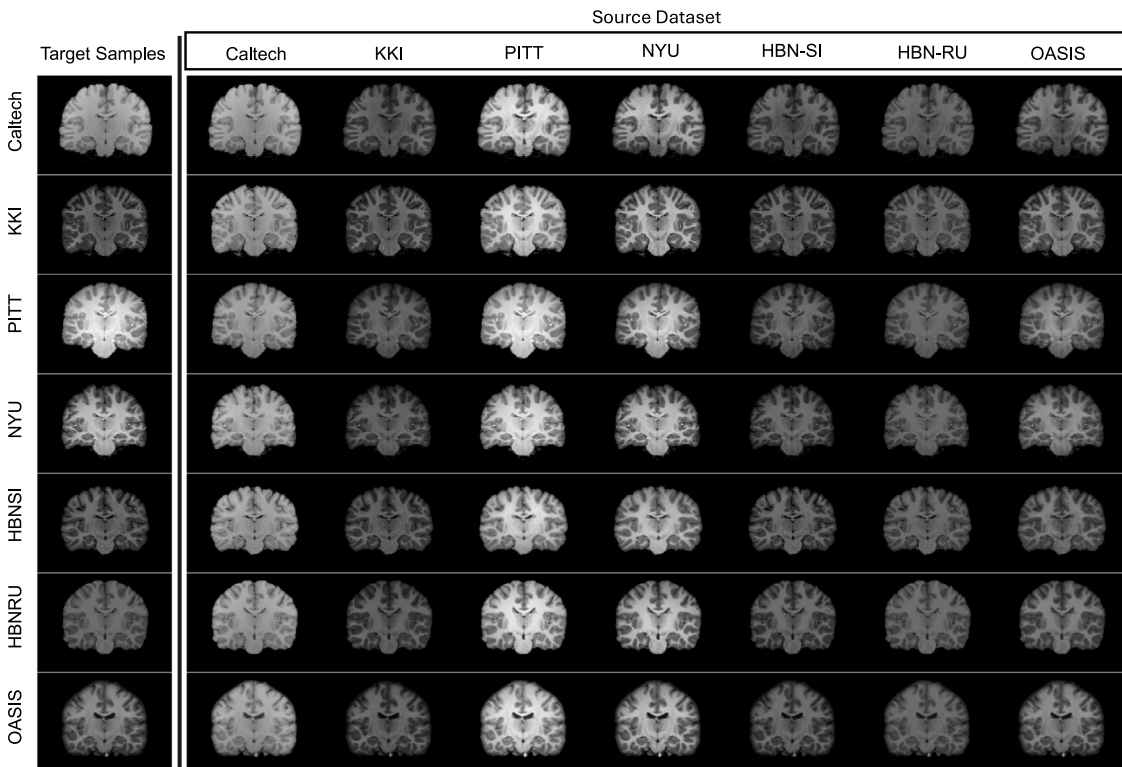 Source Dataset
Target Samples
Caltech KKI PITT NYU HBN-SI HBN-RU OASIS
Caltech
KKI
PITT
NYU
HBNSI
HBNRU
OASIS